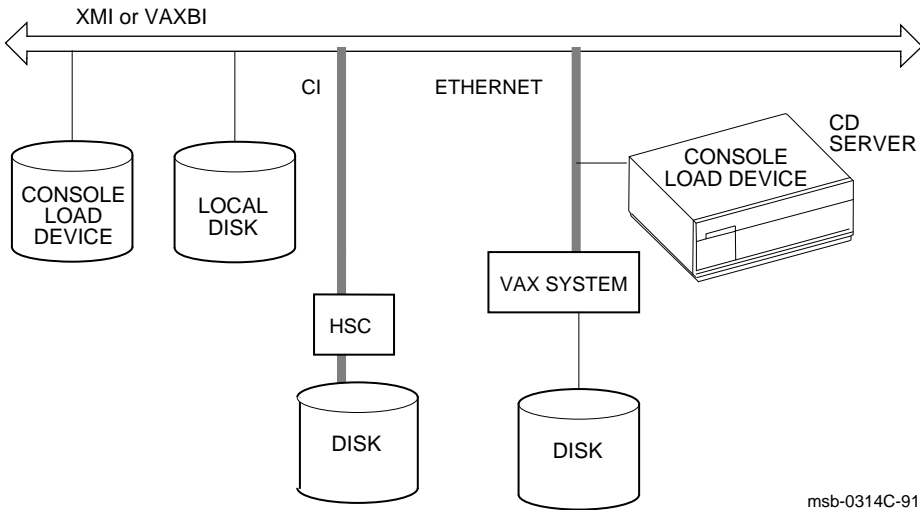 XMI or VAXBI
CI
ETHERNET
CD
SERVER
CONSOLE
LOAD
DEVICE
LOCAL
DISK
CONSOLE
LOAD DEVICE
VAX SYSTEM
HSC
DISK
DISK
msb-0314C-91